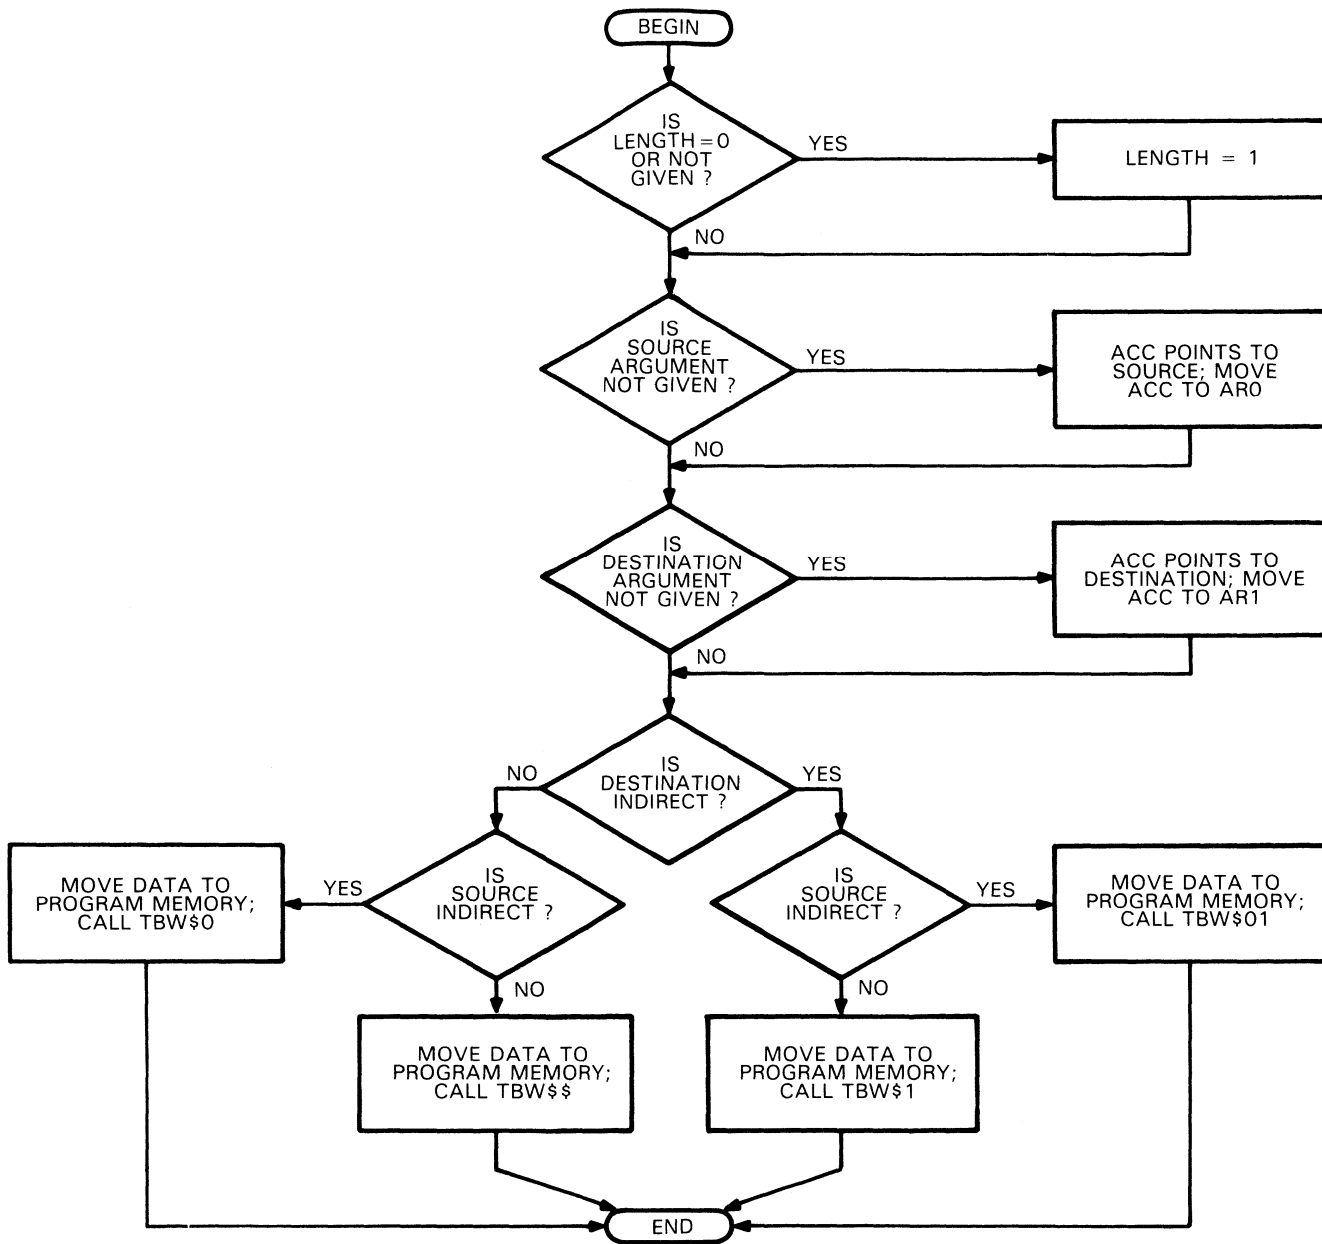 BEGIN
IS
LENGTH=0
OR NOT
GIVEN ?
YES
LENGTH = 1
NO
IS
SOURCE
ARGUMENT
NOT GIVEN ?
YES
ACC POINTS TO
SOURCE; MOVE
ACC TO AR0
NO
IS
DESTINATION
ARGUMENT
NOT GIVEN ?
YES
ACC POINTS TO
DESTINATION; MOVE
ACC TO AR1
NO
IS
DESTINATION
INDIRECT ?
NO
YES
MOVE DATA TO
PROGRAM MEMORY;
CALL TBW$0
YES
IS
SOURCE
INDIRECT ?
IS
SOURCE
INDIRECT ?
YES
MOVE DATA TO
PROGRAM MEMORY;
CALL TBW$01
NO
NO
MOVE DATA TO
PROGRAM MEMORY;
CALL TBW$$
MOVE DATA TO
PROGRAM MEMORY;
CALL TBW$1
END